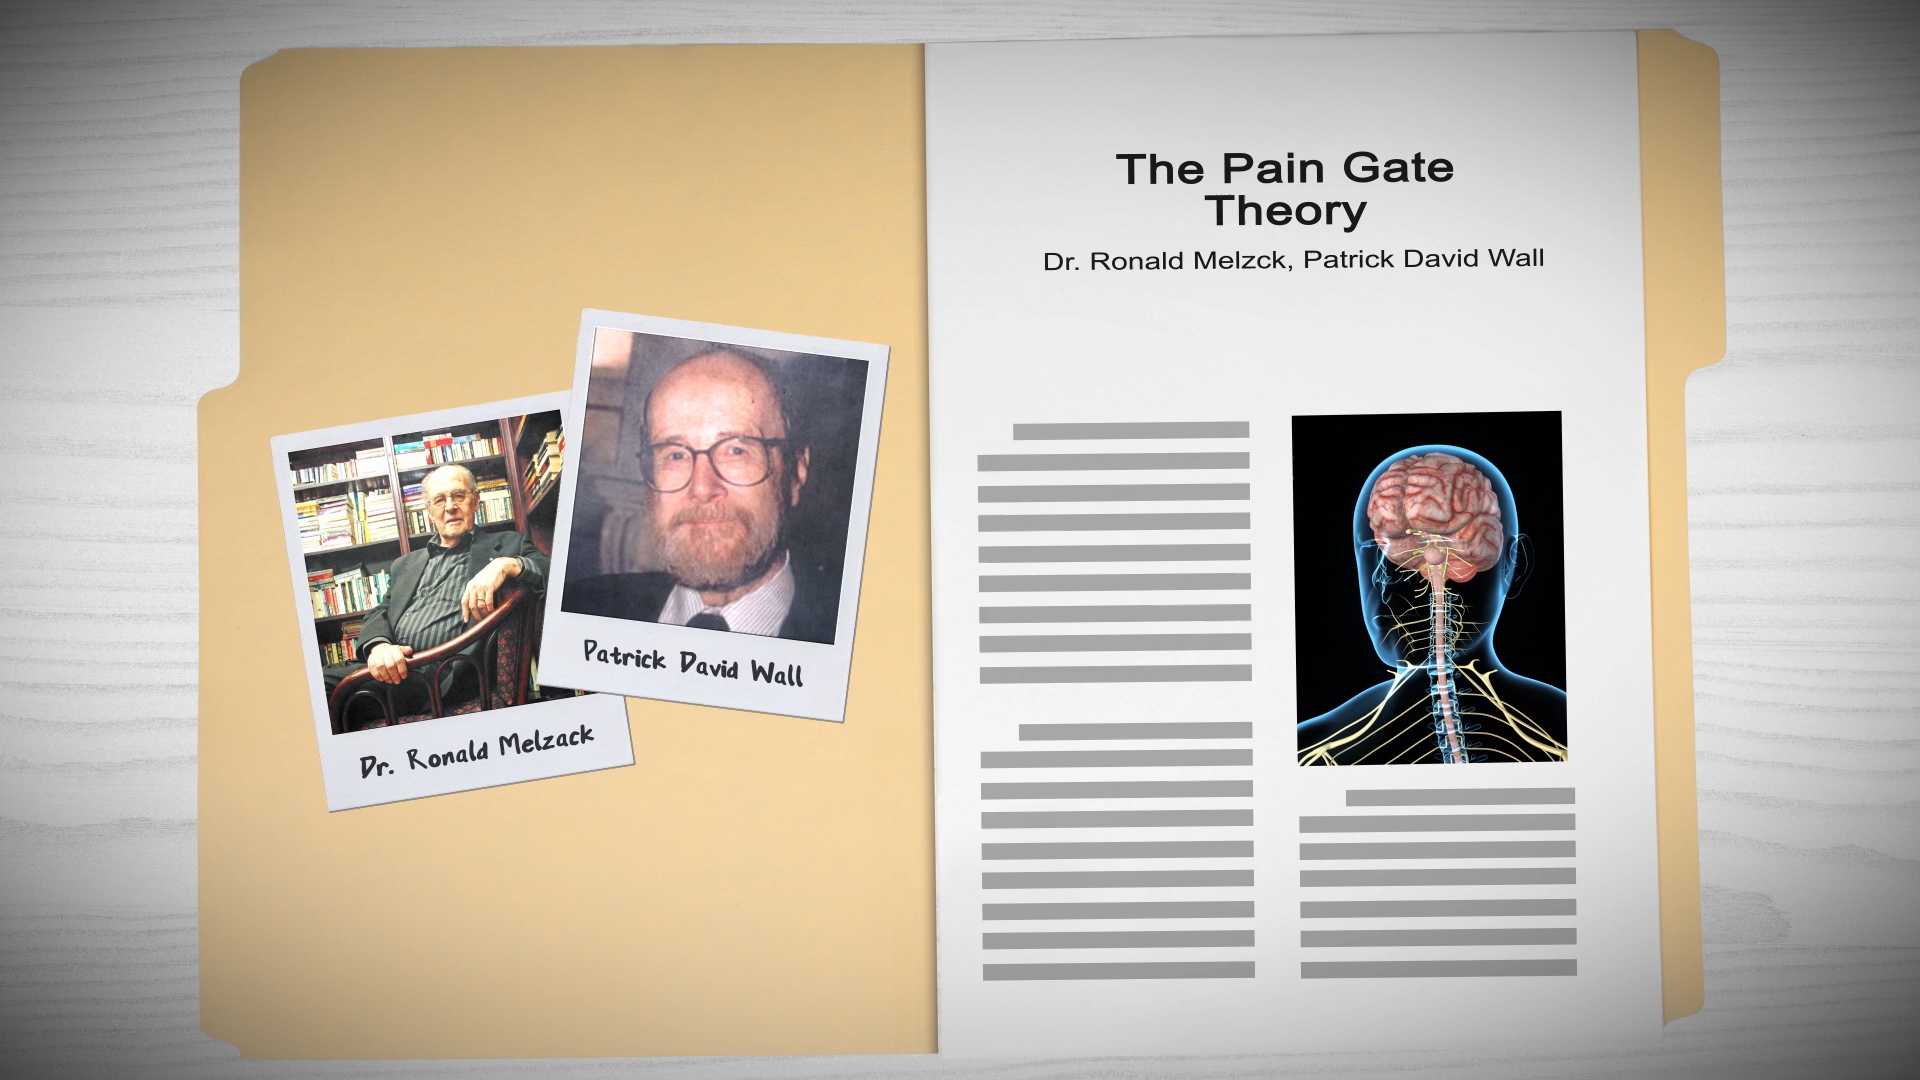 The Pain Gate
Theory
Dr. Ronald Melzck, Patrick David Wall
Patrick David Wall
Dr. Ronald Melzack